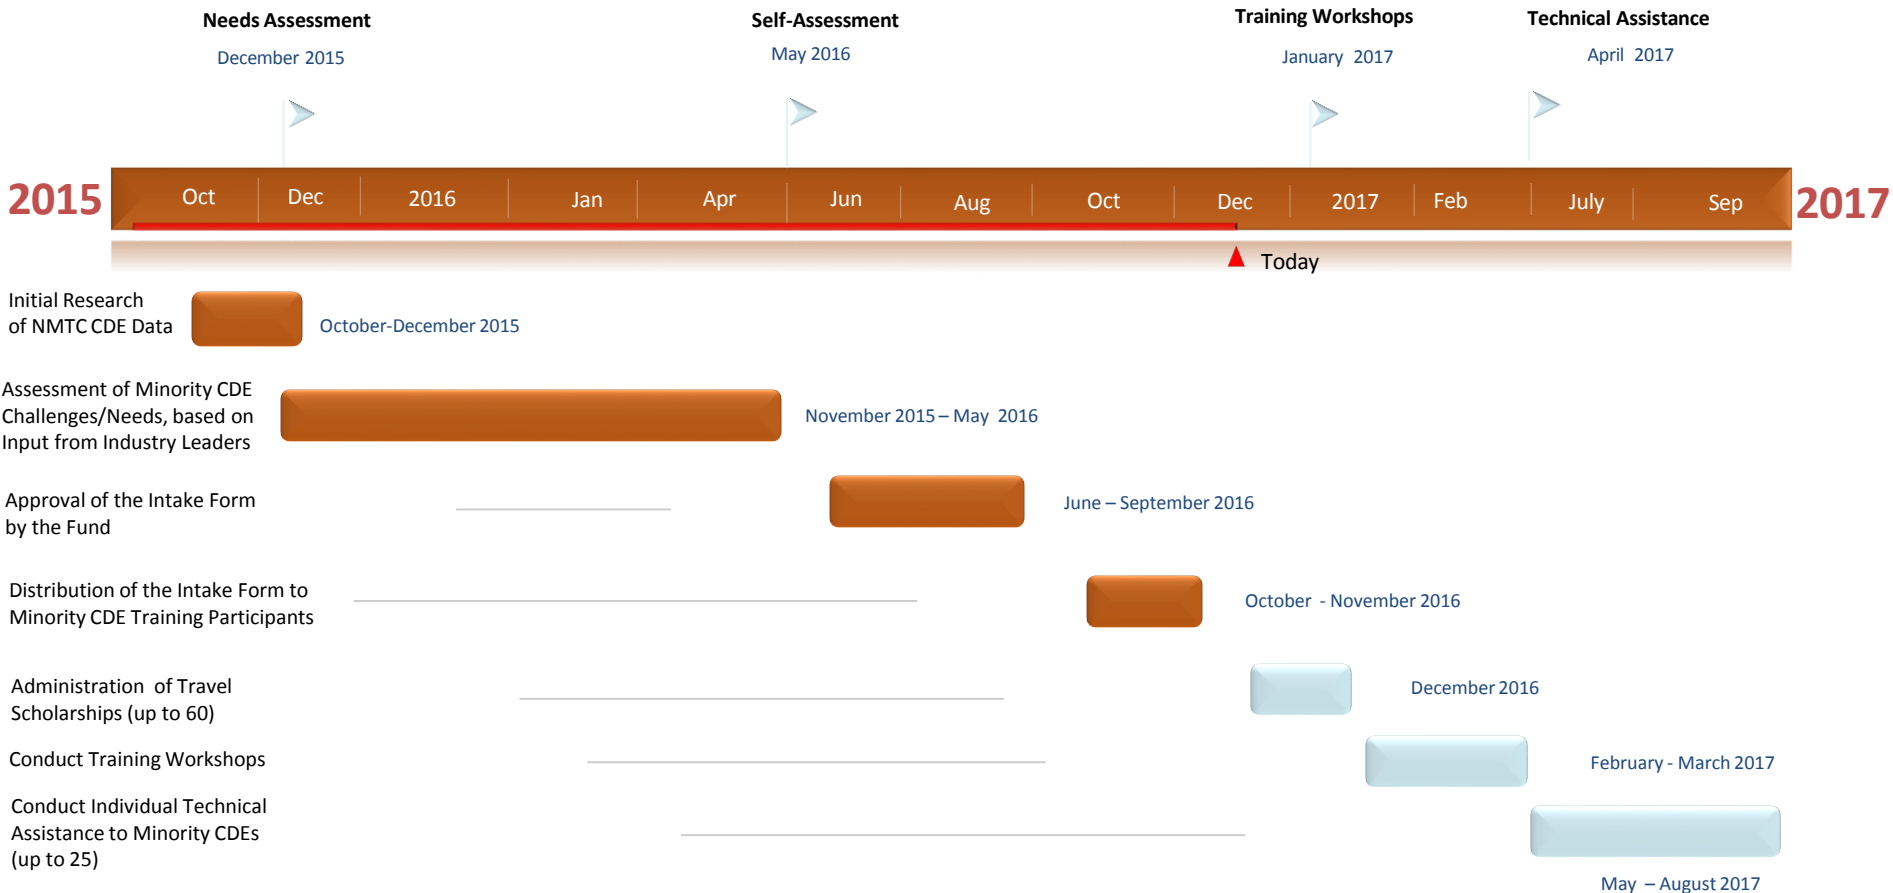 Needs Assessment
December 2015
Self-Assessment
May 2016
Training Workshops
January 2017
Technical Assistance
April 2017
2015
Oct
Dec
2016
Jan
Apr
Jun
Aug
Oct
Dec
2017
Feb
July
Sep
2017
Today
Initial Research
of NMTC CDE Data
October-December 2015
Assessment of Minority CDE
Challenges/Needs, based on
Input from Industry Leaders
November 2015 – May 2016
Approval of the Intake Form
by the Fund
June – September 2016
Distribution of the Intake Form to
Minority CDE Training Participants
October - November 2016
Administration of Travel
Scholarships (up to 60)
December 2016
Conduct Training Workshops
February - March 2017
Conduct Individual Technical
Assistance to Minority CDEs
(up to 25)
May – August 2017